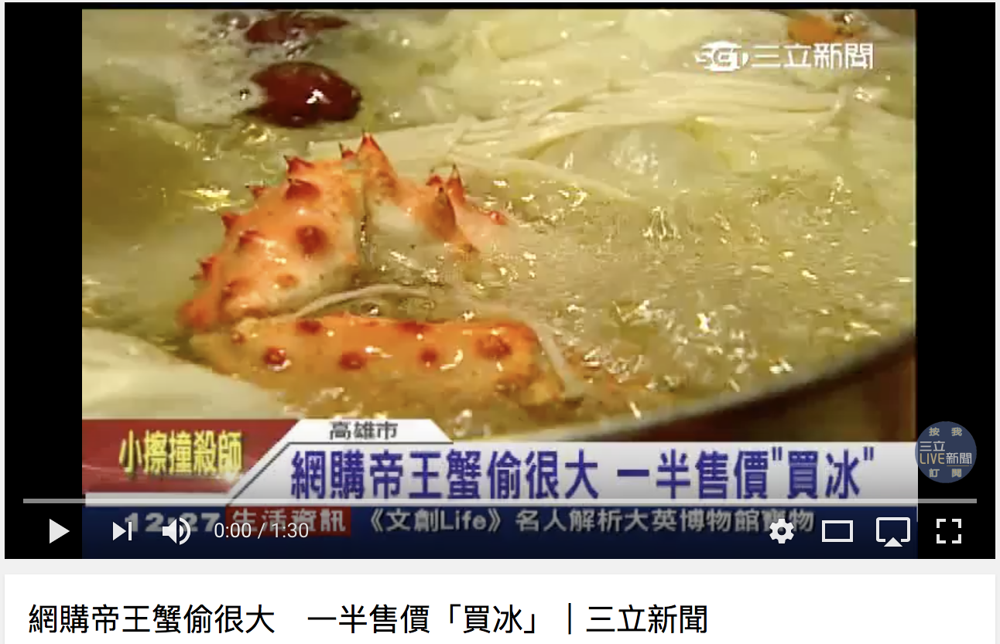 SET 三立新聞
高雄市
小擦撞殺師
網購帝王蟹偷很大 一半售價"買冰"
按我
三立
LIVE新聞
訂閱
12:27 生活資訊 《文創Life》名人解析大英博物館寶物
0:00 / 1:30
網購帝王蟹偷很大 一半售價「買冰」｜三立新聞